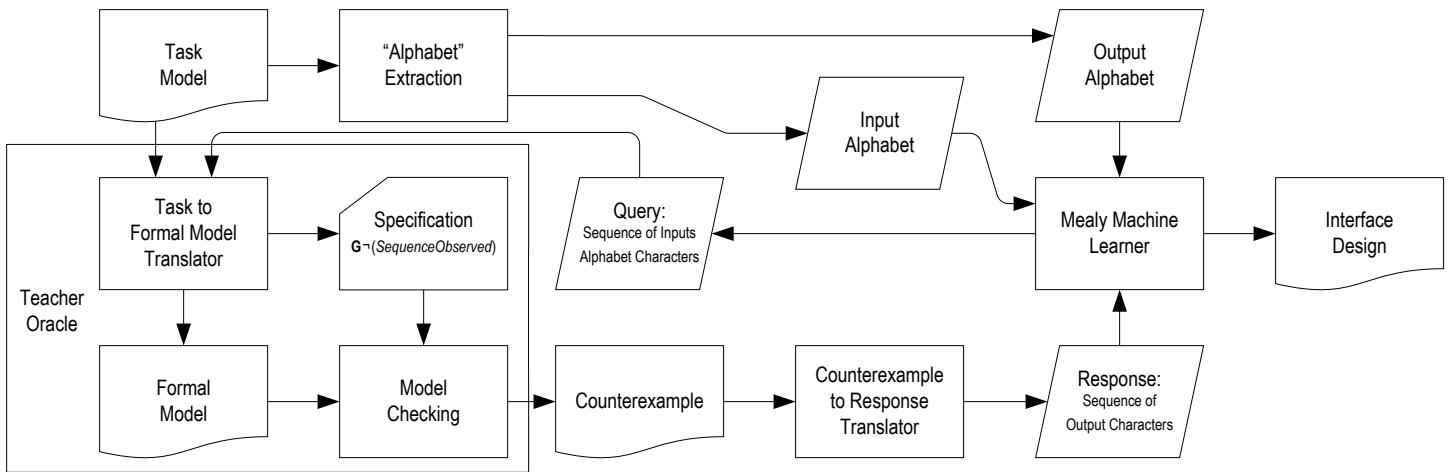 Task
Model
“Alphabet”
Extraction
Output
Alphabet
Input
Alphabet
Task to
Formal Model
Translator
Specification
G¬(SequenceObserved)
Query:
Sequence of Inputs
Alphabet Characters
Mealy Machine
Learner
Interface
Design
Teacher
Oracle
Formal
Model
Model
Checking
Counterexample
Counterexample
to Response
Translator
Response:
Sequence of
Output Characters